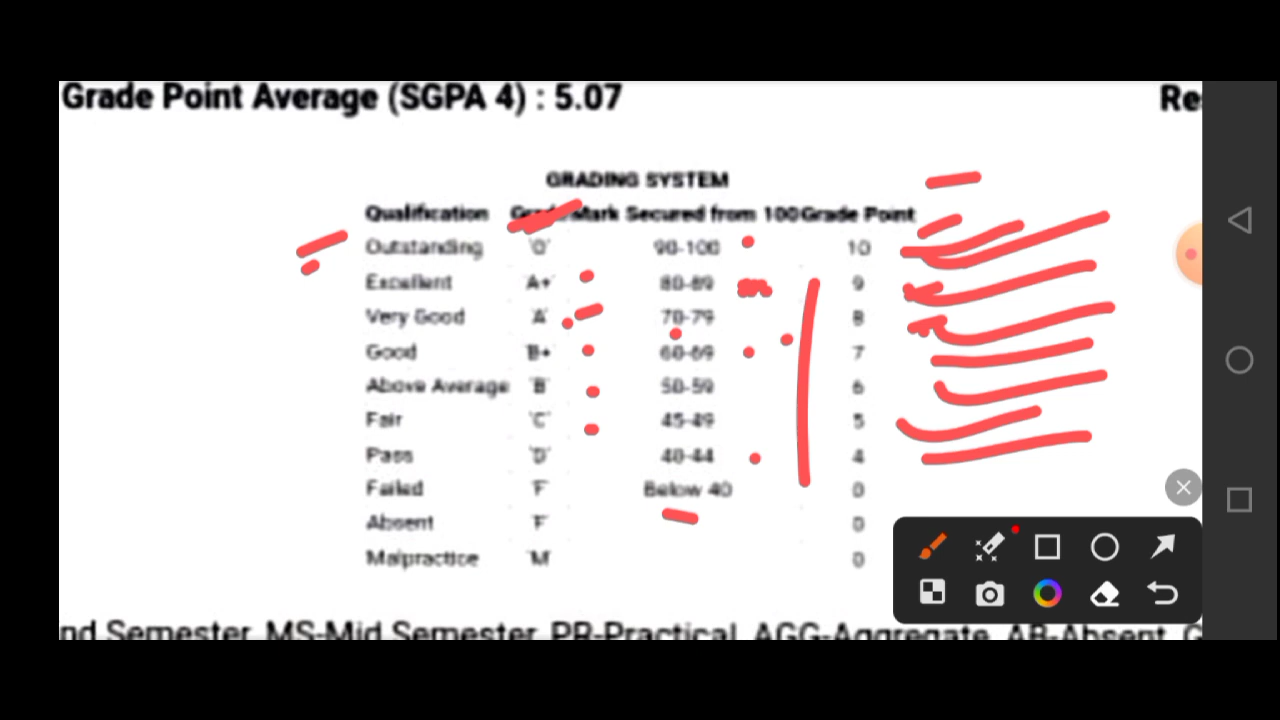 Grade Point Average (SGPA 4) : 5.07 Re
GRADING SYSTEM
Qualification Grade Mark Secured from 100 Grade Point
Outstanding 'O' 90-100 10
Excellent 'A+' 80-89 9
Very Good 'A' 70-79 8
Good 'B+' 60-69 7
Above Average 'B' 50-59 6
Fair 'C' 45-49 5
Pass 'D' 40-44 4
Failed 'F' Below 40 0
Absent 'F' 0
Malpractice 'M' 0
nd Semester, MS-Mid Semester, PR-Practical, AGG-Aggregate, AB-Absent, G